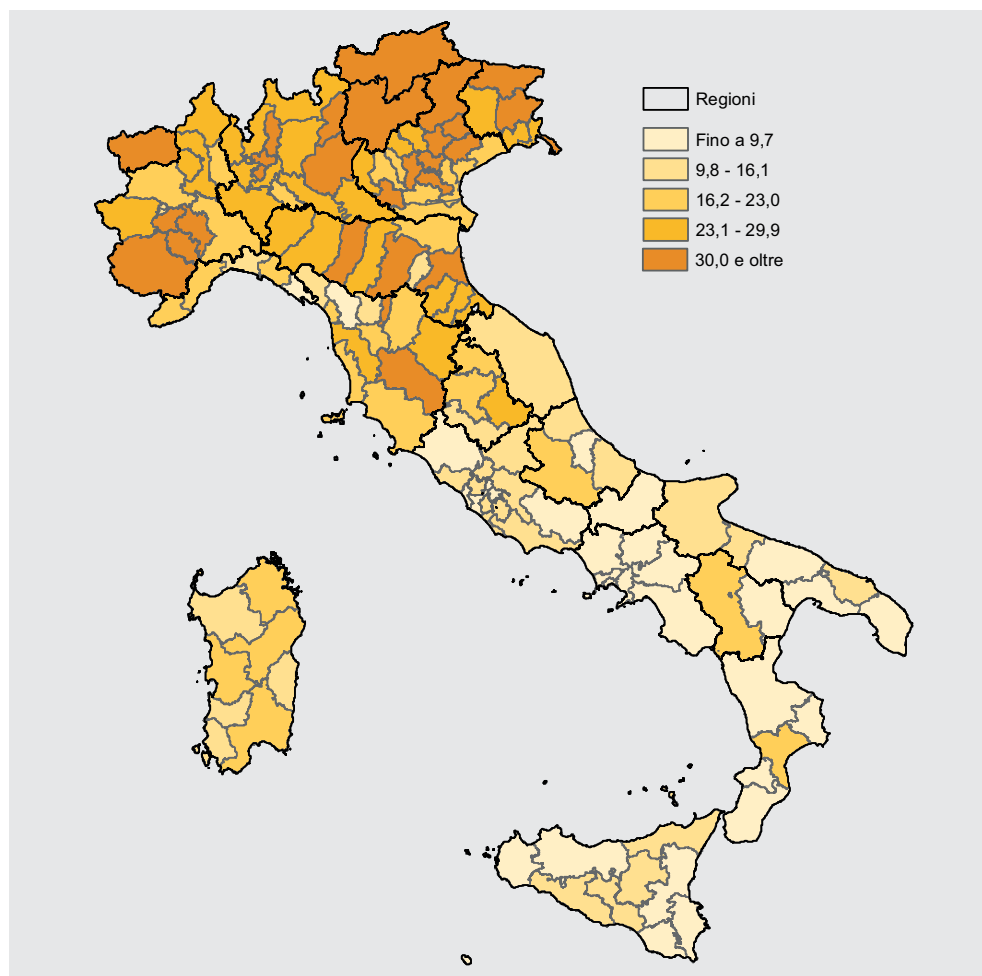 Regioni
Fino a 9,7
9,8 - 16,1
16,2 - 23,0
23,1 - 29,9
30,0 e oltre